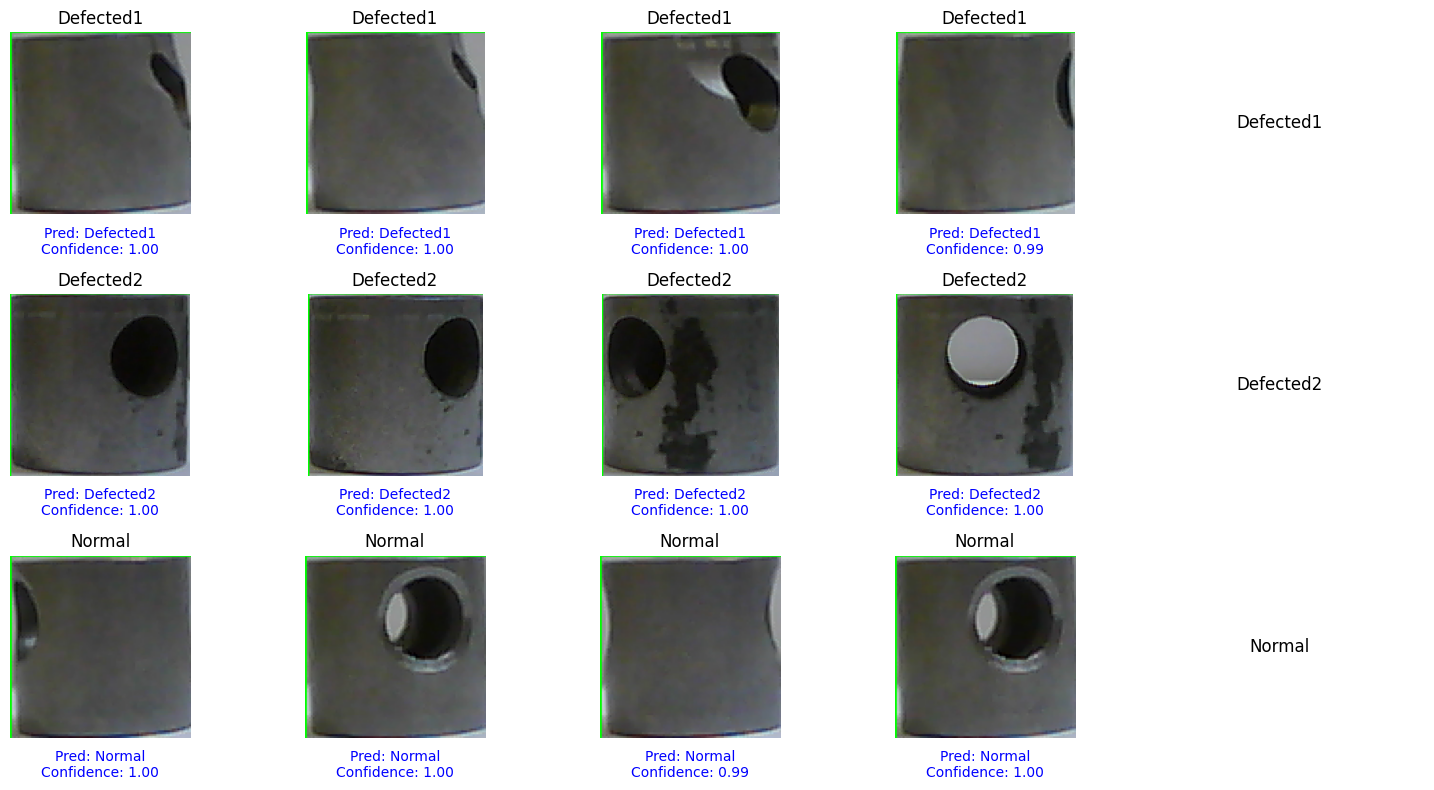 Defected1
Defected1
Defected1
Defected1
Pred: Defected1
Confidence: 1.00
Pred: Defected1
Confidence: 1.00
Pred: Defected1
Confidence: 1.00
Pred: Defected1
Confidence: 0.99
Defected1
Defected2
Defected2
Defected2
Defected2
Pred: Defected2
Confidence: 1.00
Pred: Defected2
Confidence: 1.00
Pred: Defected2
Confidence: 1.00
Pred: Defected2
Confidence: 1.00
Defected2
Normal
Normal
Normal
Normal
Pred: Normal
Confidence: 1.00
Pred: Normal
Confidence: 1.00
Pred: Normal
Confidence: 0.99
Pred: Normal
Confidence: 1.00
Normal